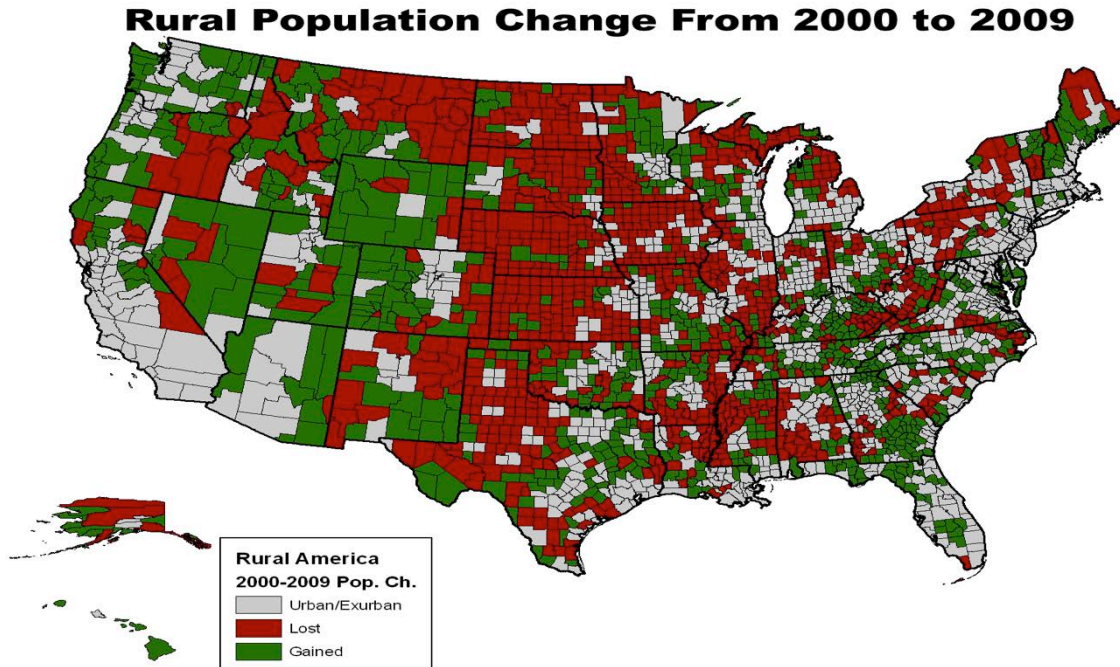 Rural Population Change From 2000 to 2009
Rural America
2000-2009 Pop. Ch.
Urban/Exurban
Lost
Gained